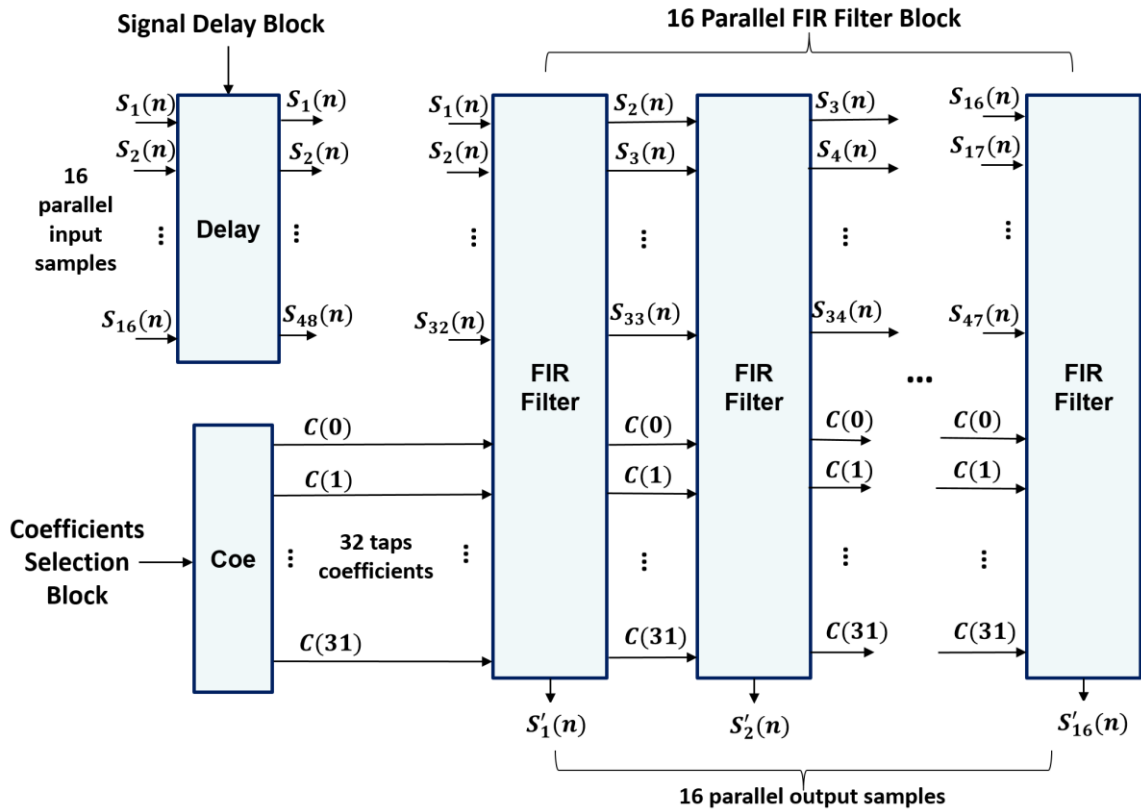 Signal Delay Block
16 Parallel FIR Filter Block
S₁(n)
S₂(n)
⋮
S₁₆(n)
16
parallel
input
samples
Delay
S₁(n)
S₂(n)
⋮
S₄₈(n)
S₁(n)
S₂(n)
⋮
S₃₂(n)
FIR
Filter
S₂(n)
S₃(n)
⋮
S₃₃(n)
FIR
Filter
S₃(n)
S₄(n)
⋮
S₃₄(n)
...
S₁₆(n)
S₁₇(n)
⋮
S₄₇(n)
FIR
Filter
Coefficients
Selection
Block
Coe
C(0)
C(1)
⋮
32 taps
coefficients
⋮
C(31)
C(0)
C(1)
⋮
C(31)
C(0)
C(1)
⋮
C(31)
C(0)
C(1)
⋮
C(31)
S′₁(n)
S′₂(n)
S′₁₆(n)
16 parallel output samples